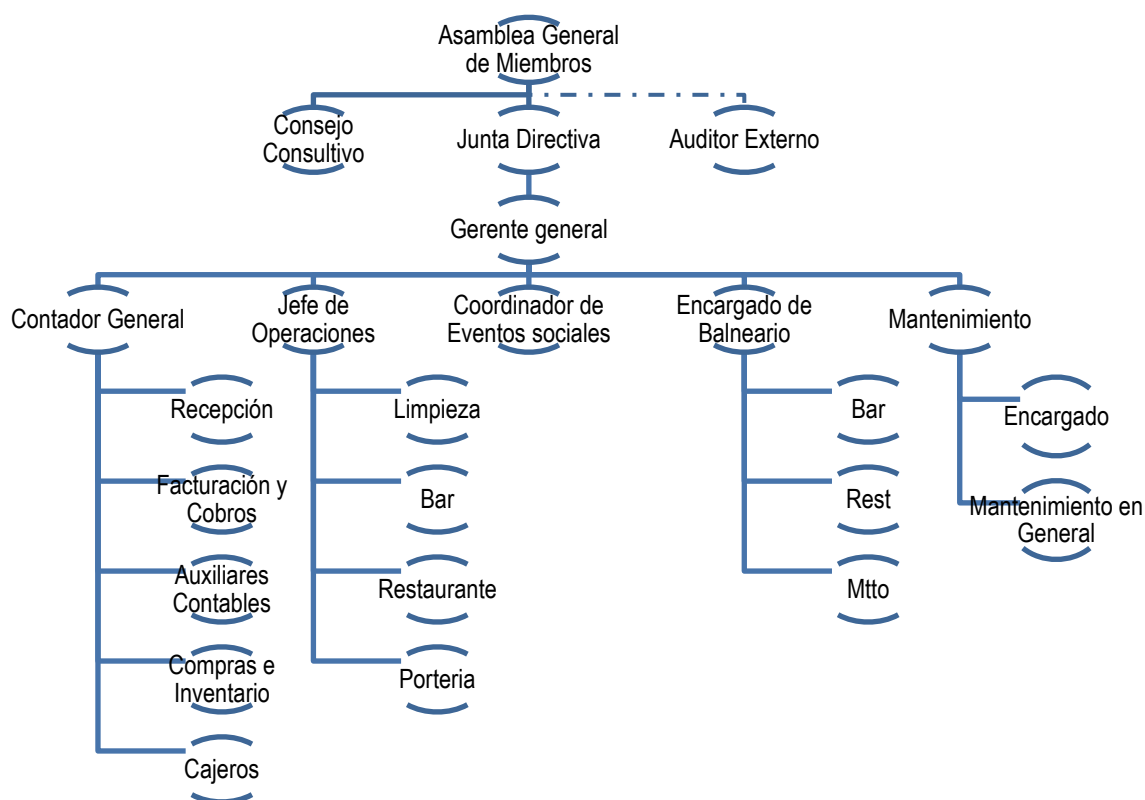 Asamblea General
de Miembros
Consejo
Consultivo
Junta Directiva
Auditor Externo
Gerente general
Contador General
Jefe de
Operaciones
Coordinador de
Eventos sociales
Encargado de
Balneario
Mantenimiento
Recepción
Facturación y
Cobros
Auxiliares
Contables
Compras e
Inventario
Cajeros
Limpieza
Bar
Restaurante
Porteria
Bar
Rest
Mtto
Encargado
Mantenimiento en
General